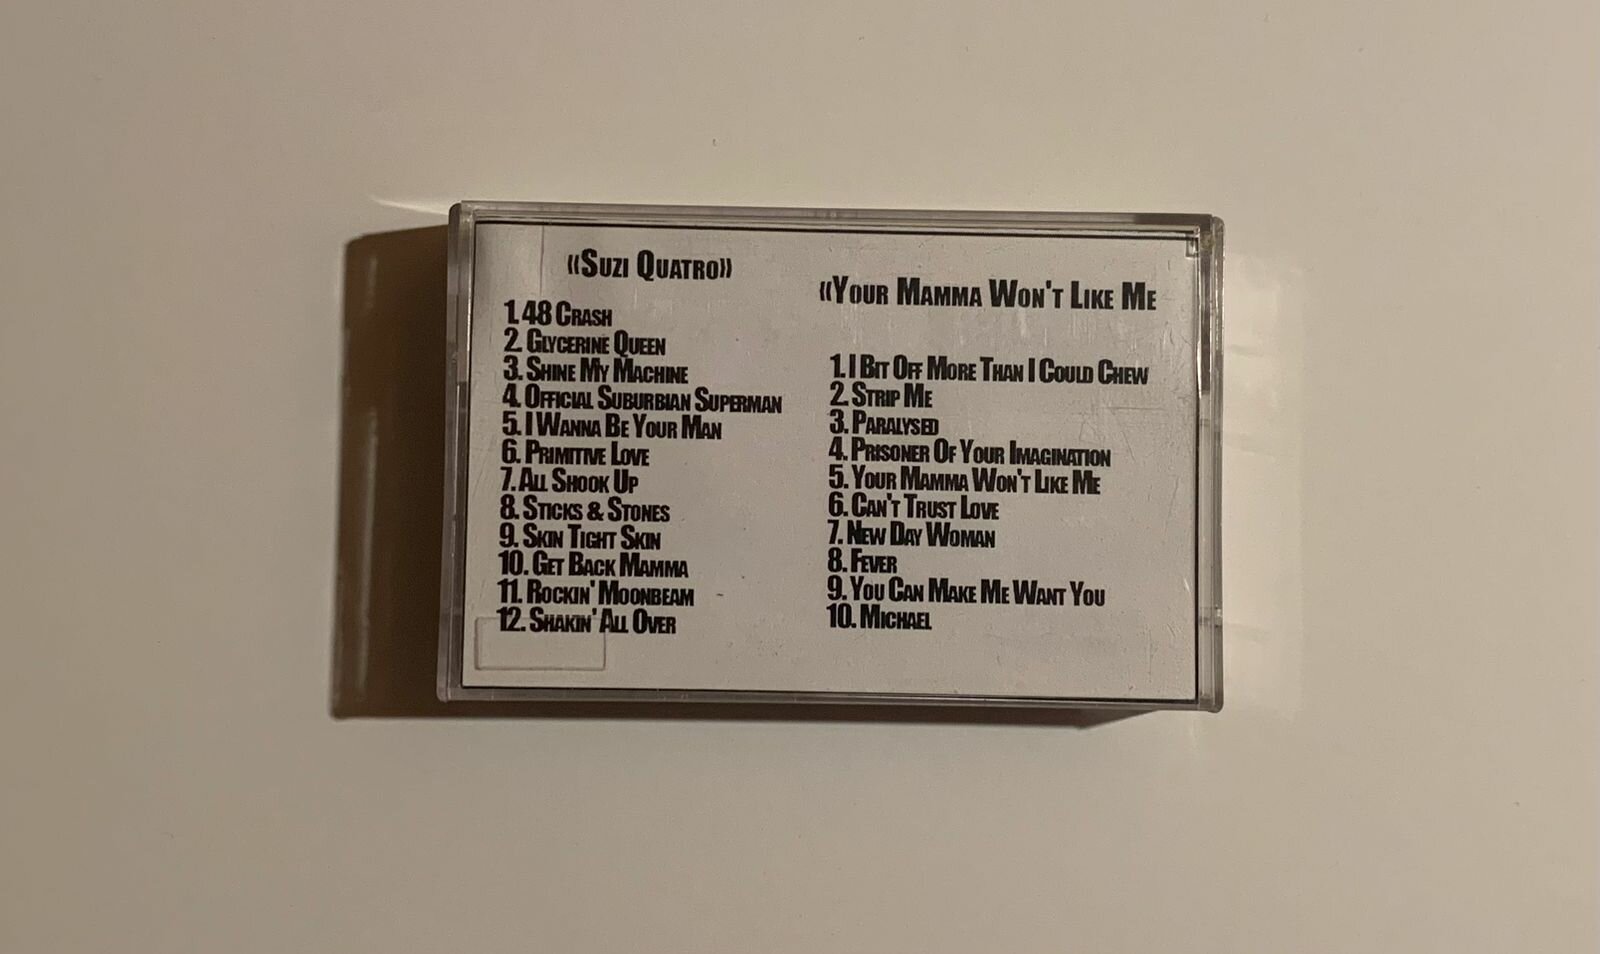 «Suzi Quatro»
1. 48 Crash
2. Glycerine Queen
3. Shine My Machine
4. Official Suburbian Superman
5. I Wanna Be Your Man
6. Primitive Love
7. All Shook Up
8. Sticks & Stones
9. Skin Tight Skin
10. Get Back Mamma
11. Rockin' Moonbeam
12. Shakin' All Over
«Your Mamma Won't Like Me
1. I Bit Off More Than I Could Chew
2. Strip Me
3. Paralysed
4. Prisoner Of Your Imagination
5. Your Mamma Won't Like Me
6. Can't Trust Love
7. New Day Woman
8. Fever
9. You Can Make Me Want You
10. Michael